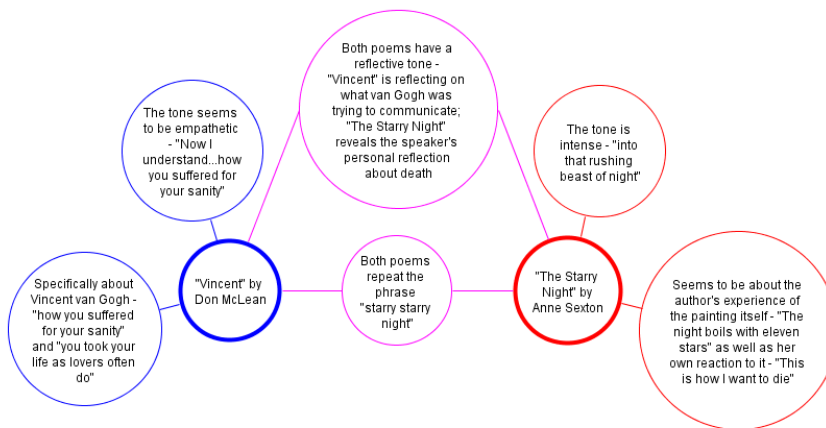 Both poems have a
reflective tone -
"Vincent" is reflecting on
what van Gogh was
trying to communicate;
"The Starry Night"
reveals the speaker's
personal reflection
about death
The tone seems
to be empathetic
- "Now I
understand...how
you suffered for
your sanity"
The tone is
intense - "into
that rushing
beast of night"
Specifically about
Vincent van Gogh -
"how you suffered
for your sanity"
and "you took your
life as lovers often
do"
"Vincent" by
Don McLean
Both poems
repeat the
phrase
"starry starry
night"
"The Starry
Night" by
Anne Sexton
Seems to be about the
author's experience of
the painting itself - "The
night boils with eleven
stars" as well as her
own reaction to it - "This
is how I want to die"